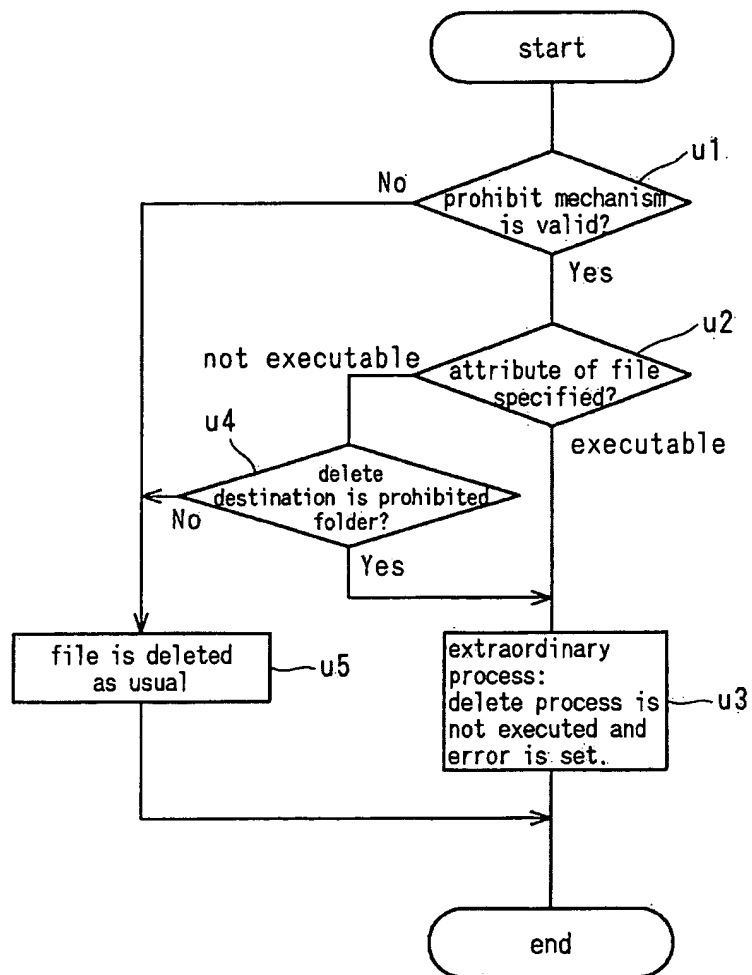 start
u1
No
prohibit mechanism
is valid?
Yes
u2
not executable
attribute of file
specified?
u4
executable
delete
destination is prohibited
folder?
No
Yes
file is deleted
as usual
u5
extraordinary
process:
delete process is
not executed and
error is set.
u3
end